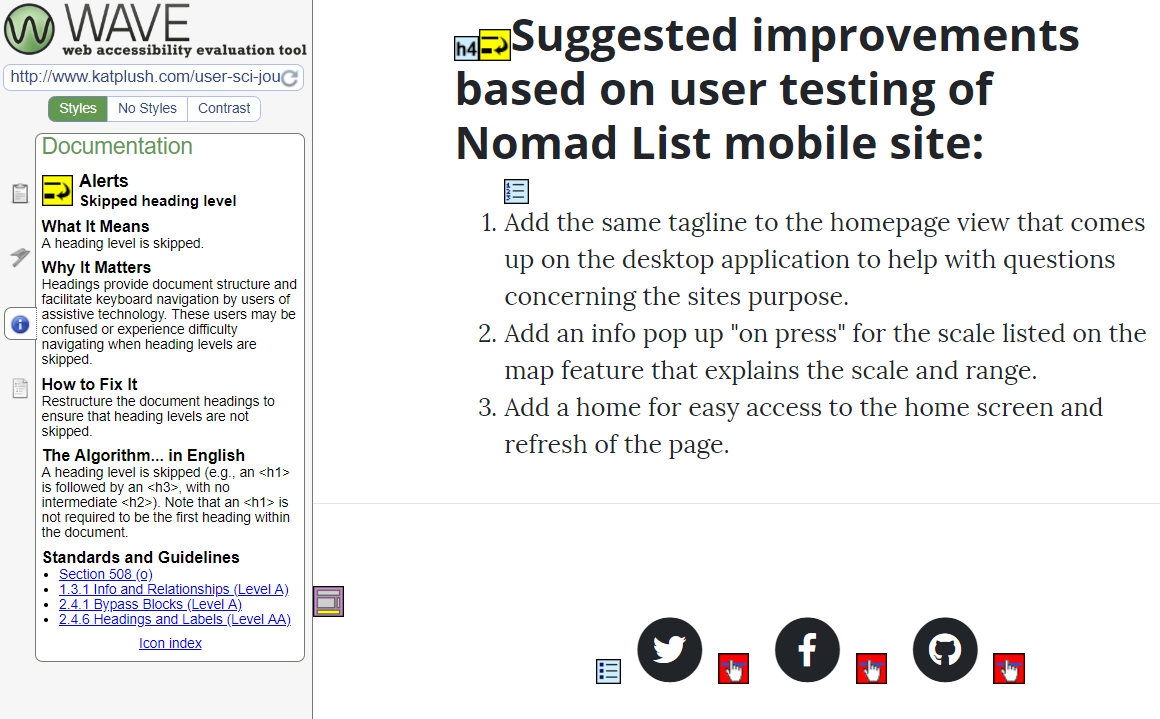 WAVE
web accessibility evaluation tool
http://www.katplush.com/user-sci-jou
Styles
No Styles
Contrast
Documentation
Alerts
Skipped heading level
What It Means
A heading level is skipped.
Why It Matters
Headings provide document structure and
facilitate keyboard navigation by users of
assistive technology. These users may be
confused or experience difficulty
navigating when heading levels are
skipped.
How to Fix It
Restructure the document headings to
ensure that heading levels are not
skipped.
The Algorithm... in English
A heading level is skipped (e.g., an <h1>
is followed by an <h3>, with no
intermediate <h2>). Note that an <h1> is
not required to be the first heading within
the document.
Standards and Guidelines
Section 508 (o)
1.3.1 Info and Relationships (Level A)
2.4.1 Bypass Blocks (Level A)
2.4.6 Headings and Labels (Level AA)
Icon index
h4 Suggested improvements
based on user testing of
Nomad List mobile site:
1. Add the same tagline to the homepage view that comes
up on the desktop application to help with questions
concerning the sites purpose.
2. Add an info pop up "on press" for the scale listed on the
map feature that explains the scale and range.
3. Add a home for easy access to the home screen and
refresh of the page.